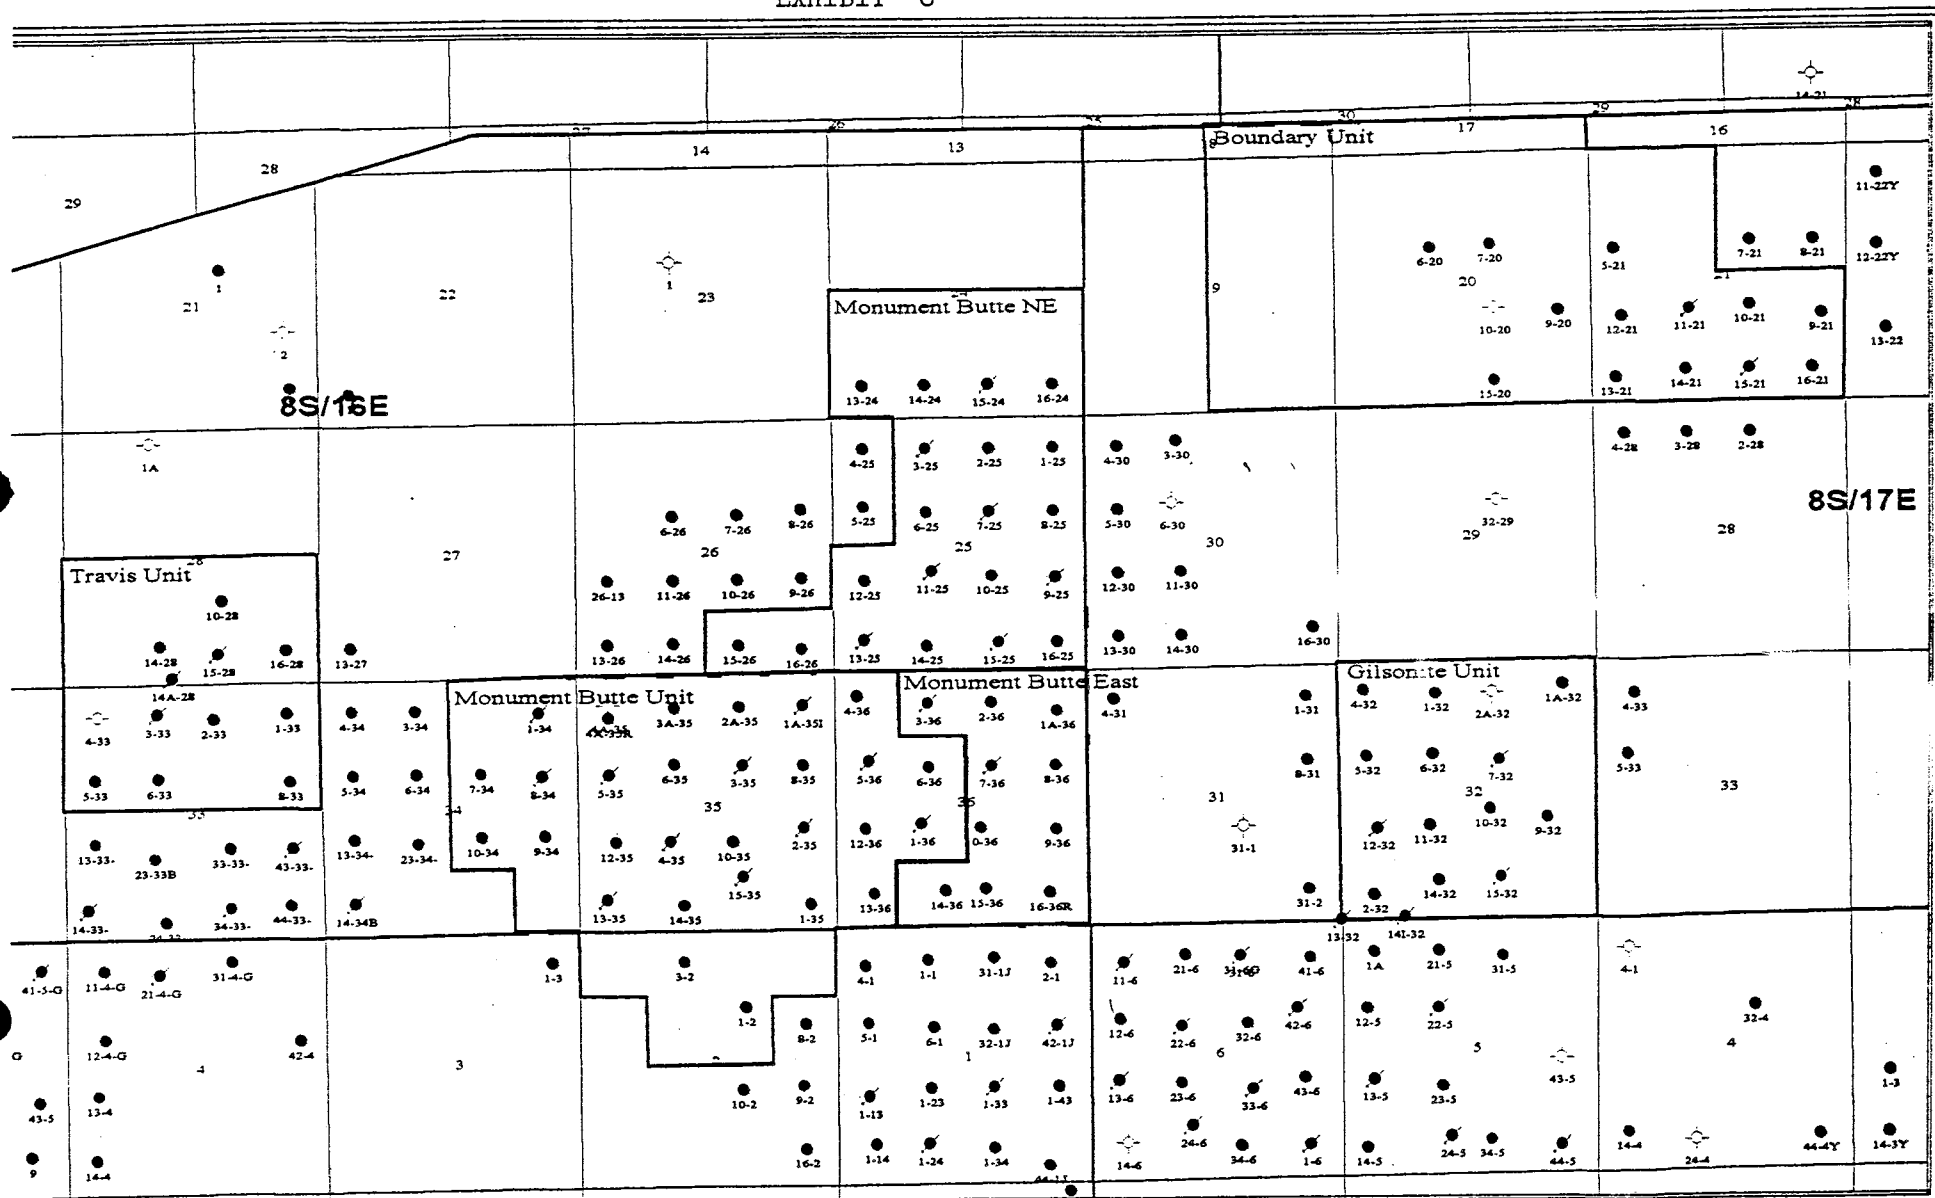 14-21
27 26 25 30 29 28
14 13 Boundary Unit 17 16
28
29
11-22Y
6-20 7-20 5-21 7-21 8-21 12-22Y
1 1
21 22 23 20
Monument Butte NE
2 10-20 9-20 12-21 11-21 10-21 9-21 13-22
13-24 14-24 15-24 16-24 15-20 13-21 14-21 15-21 16-21
8S/16E
1A 4-25 3-25 2-25 1-25 4-30 3-30 4-28 3-28 2-28
8S/17E
6-26 7-26 8-26 5-25 6-25 7-25 8-25 5-30 6-30 32-29
27 26 25 30 29 28
Travis Unit
26-13 11-26 10-26 9-26 12-25 11-25 10-25 9-25 12-30 11-30
10-28
14-28 15-28 16-28 13-27 13-26 14-26 15-26 16-26 13-25 14-25 15-25 16-25 13-30 14-30 16-30
14A-28
Monument Butte Unit Monument Butte East Gilsonite Unit
4-33 3-33 2-33 1-33 4-34 3-34 1-34 3A-35 2A-35 1A-35I 4-36 3-36 2-36 1A-36 4-31 1-31 4-32 1-32 2A-32 1A-32 4-33
5-33 6-33 8-33 5-34 6-34 7-34 8-34 5-35 6-35 3-35 8-35 5-36 6-36 7-36 8-36 8-31 5-32 6-32 7-32 5-33
33 34 35 36 31 32 33
13-33- 23-33B 33-33- 43-33- 13-34- 23-34- 10-34 9-34 12-35 4-35 10-35 2-35 12-36 1-36 0-36 9-36 31-1 12-32 11-32 10-32 9-32
14-33- 34-33- 44-33- 14-34B 13-35 14-35 15-35 1-35 13-36 14-36 15-36 16-36R 31-2 2-32 14-32 15-32
13-32 14I-32
41-5-G 11-4-G 21-4-G 31-4-G 1-3 3-2 4-1 1-1 31-1J 2-1 11-6 21-6 41-6 1A 21-5 31-5 4-1
G 12-4-G 42-4 1-2 8-2 5-1 6-1 32-1J 42-1J 12-6 22-6 32-6 42-6 12-5 22-5 32-4
4 3 2 1 6 5 4
43-5 13-4 10-2 9-2 1-13 1-23 1-33 1-43 13-6 23-6 33-6 43-6 13-5 23-5 43-5 1-3
9 14-4 16-2 1-14 1-24 1-34 14-6 24-6 34-6 1-6 14-5 24-5 34-5 44-5 14-4 24-4 44-4Y 14-3Y